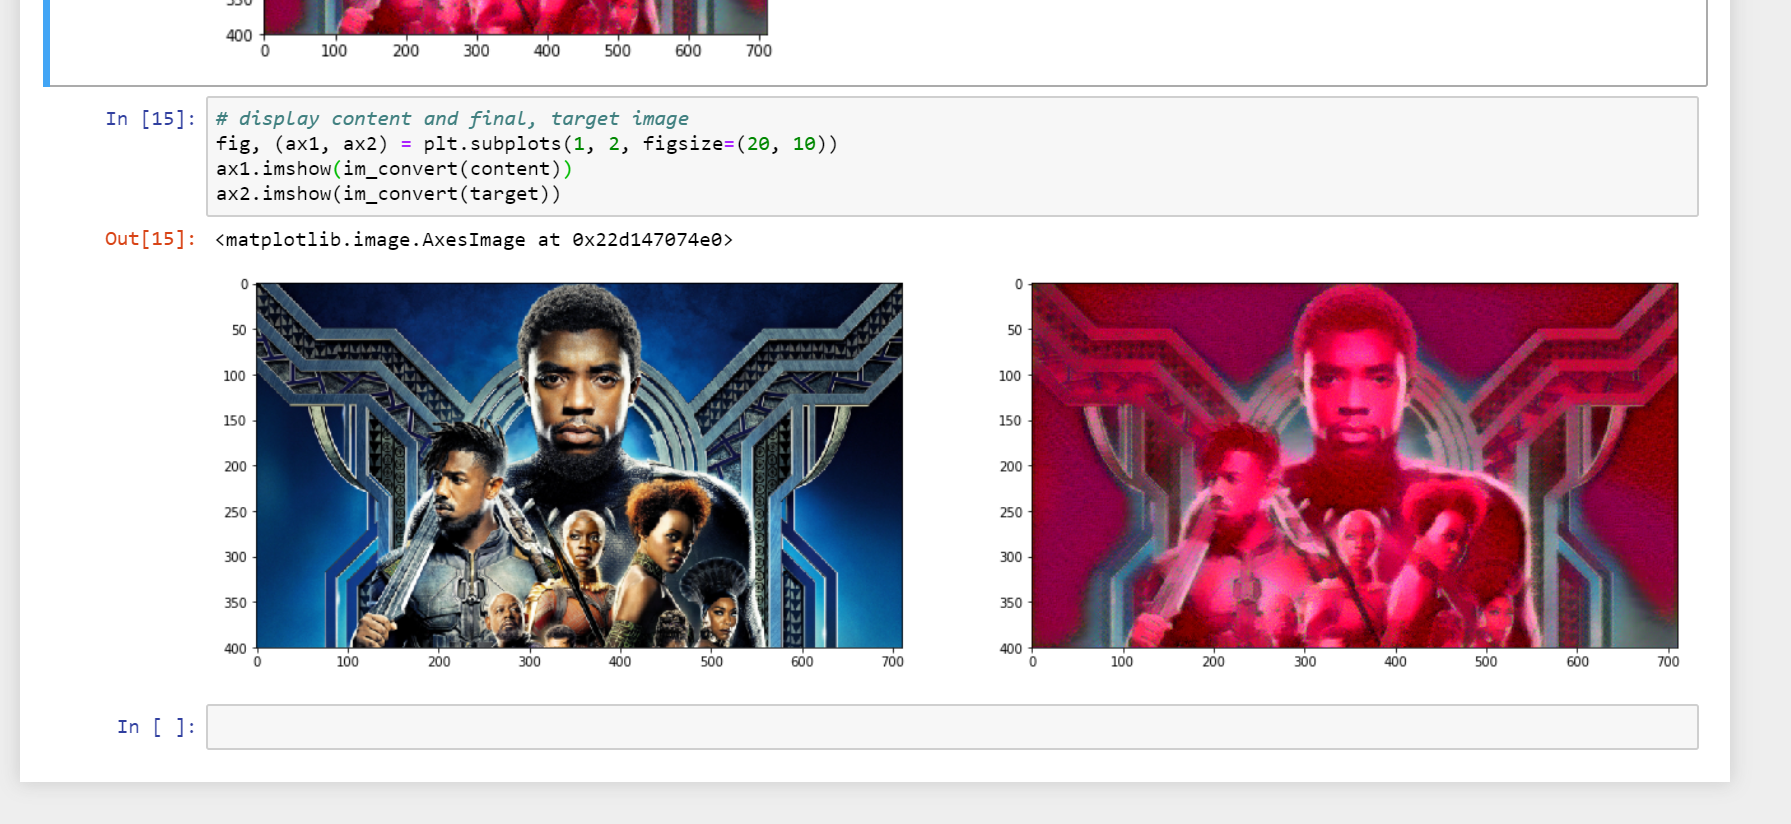 350
400
0 100 200 300 400 500 600 700
In [15]:
# display content and final, target image
fig, (ax1, ax2) = plt.subplots(1, 2, figsize=(20, 10))
ax1.imshow(im_convert(content))
ax2.imshow(im_convert(target))
Out[15]: <matplotlib.image.AxesImage at 0x22d147074e0>
0
50
100
150
200
250
300
350
400
0 100 200 300 400 500 600 700
0
50
100
150
200
250
300
350
400
0 100 200 300 400 500 600 700
In [ ]: